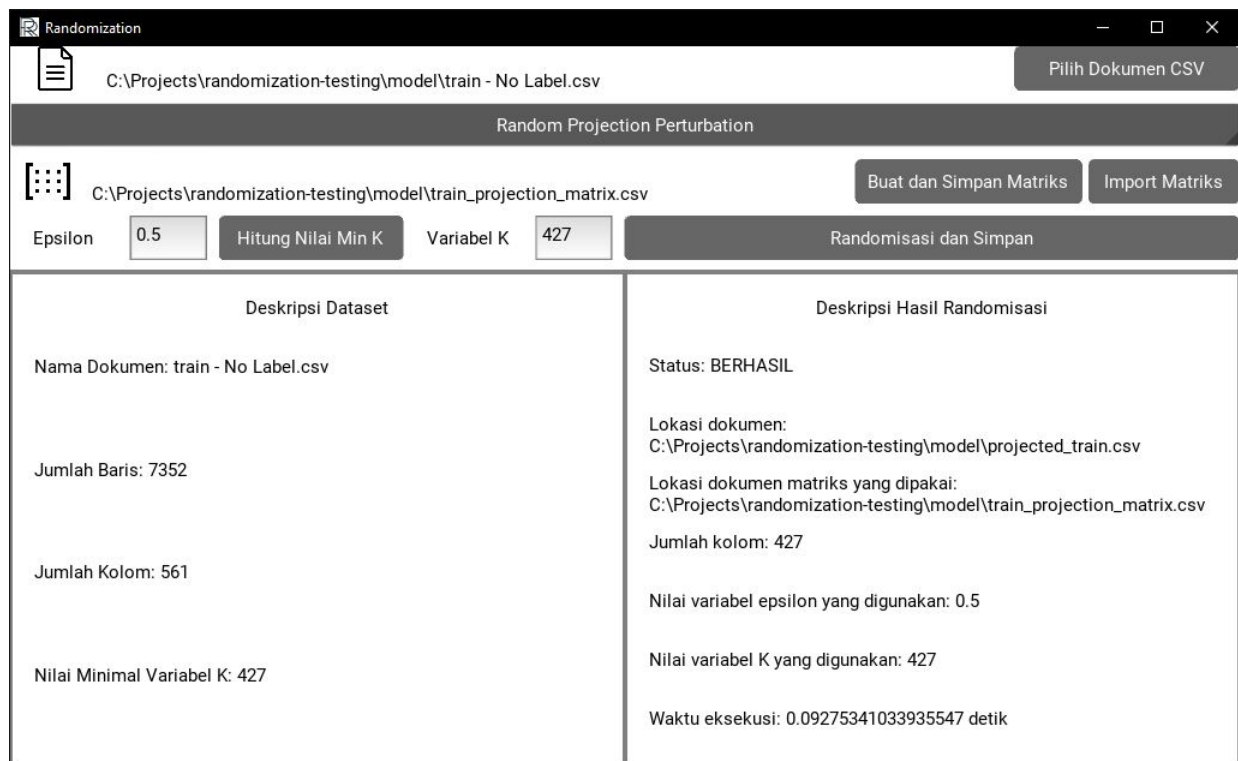 Randomization
C:\Projects\randomization-testing\model\train - No Label.csv
Pilih Dokumen CSV
Random Projection Perturbation
C:\Projects\randomization-testing\model\train_projection_matrix.csv
Buat dan Simpan Matriks
Import Matriks
Epsilon
0.5
Hitung Nilai Min K
Variabel K
427
Randomisasi dan Simpan
Deskripsi Dataset
Nama Dokumen: train - No Label.csv
Jumlah Baris: 7352
Jumlah Kolom: 561
Nilai Minimal Variabel K: 427
Deskripsi Hasil Randomisasi
Status: BERHASIL
Lokasi dokumen:
C:\Projects\randomization-testing\model\projected_train.csv
Lokasi dokumen matriks yang dipakai:
C:\Projects\randomization-testing\model\train_projection_matrix.csv
Jumlah kolom: 427
Nilai variabel epsilon yang digunakan: 0.5
Nilai variabel K yang digunakan: 427
Waktu eksekusi: 0.09275341033935547 detik